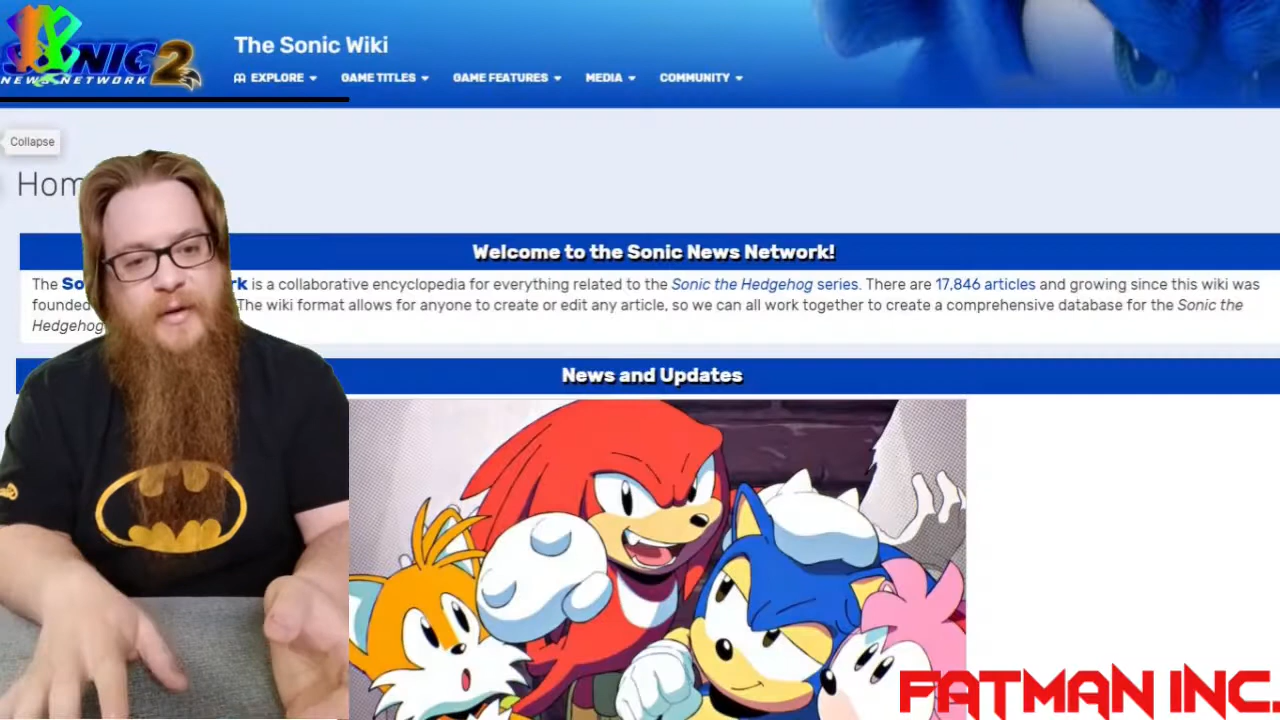 SONIC 2
NEWS NETWORK
The Sonic Wiki
EXPLORE
GAME TITLES
GAME FEATURES
MEDIA
COMMUNITY
Collapse
Hom
Welcome to the Sonic News Network!
The So rk is a collaborative encyclopedia for everything related to the Sonic the Hedgehog series. There are 17,846 articles and growing since this wiki was
founded The wiki format allows for anyone to create or edit any article, so we can all work together to create a comprehensive database for the Sonic the
Hedgehog
News and Updates
FATMAN INC.